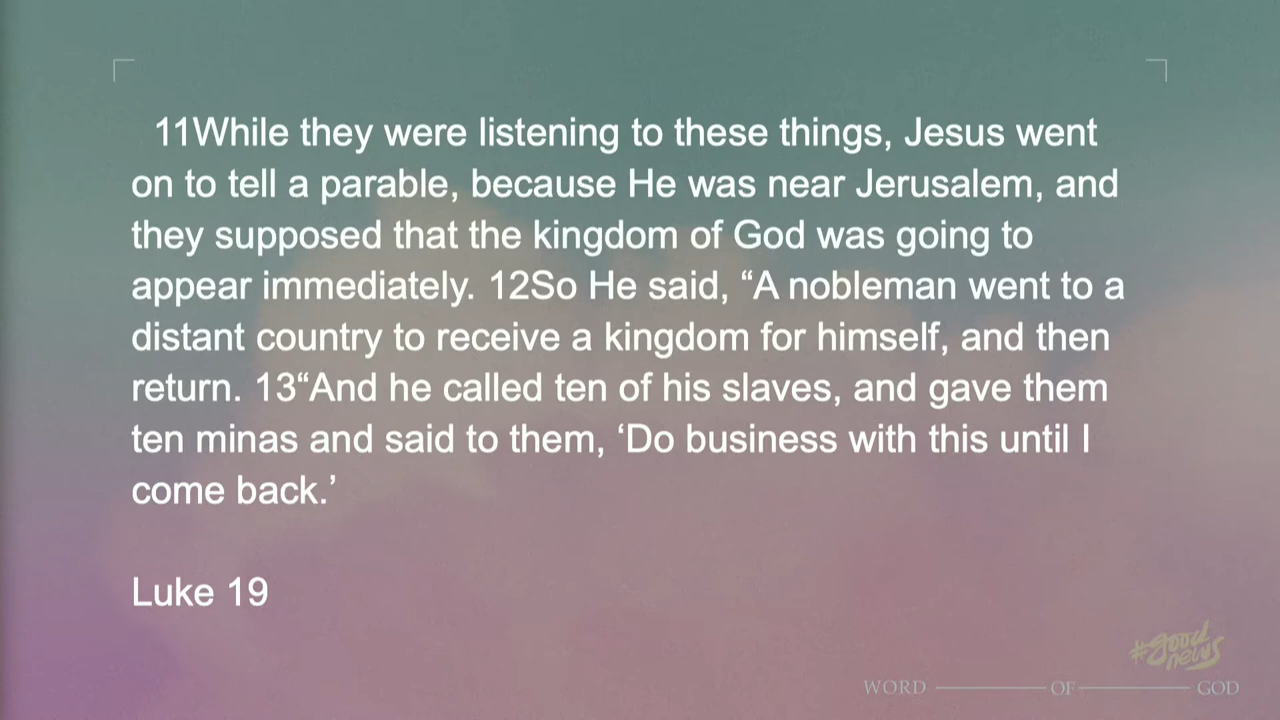 11While they were listening to these things, Jesus went
on to tell a parable, because He was near Jerusalem, and
they supposed that the kingdom of God was going to
appear immediately. 12So He said, “A nobleman went to a
distant country to receive a kingdom for himself, and then
return. 13“And he called ten of his slaves, and gave them
ten minas and said to them, ‘Do business with this until I
come back.’
Luke 19
#good
news
WORD OF GOD